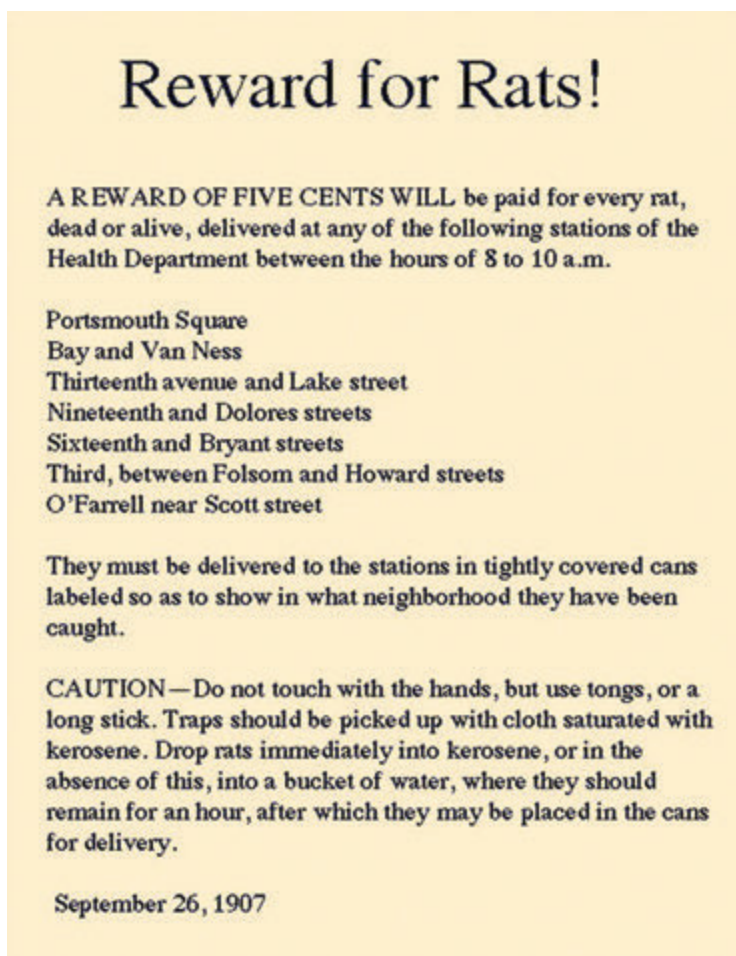 Reward for Rats!
A REWARD OF FIVE CENTS WILL be paid for every rat,
dead or alive, delivered at any of the following stations of the
Health Department between the hours of 8 to 10 a.m.
Portsmouth Square
Bay and Van Ness
Thirteenth avenue and Lake street
Nineteenth and Dolores streets
Sixteenth and Bryant streets
Third, between Folsom and Howard streets
O'Farrell near Scott street
They must be delivered to the stations in tightly covered cans
labeled so as to show in what neighborhood they have been
caught.
CAUTION—Do not touch with the hands, but use tongs, or a
long stick. Traps should be picked up with cloth saturated with
kerosene. Drop rats immediately into kerosene, or in the
absence of this, into a bucket of water, where they should
remain for an hour, after which they may be placed in the cans
for delivery.
September 26, 1907